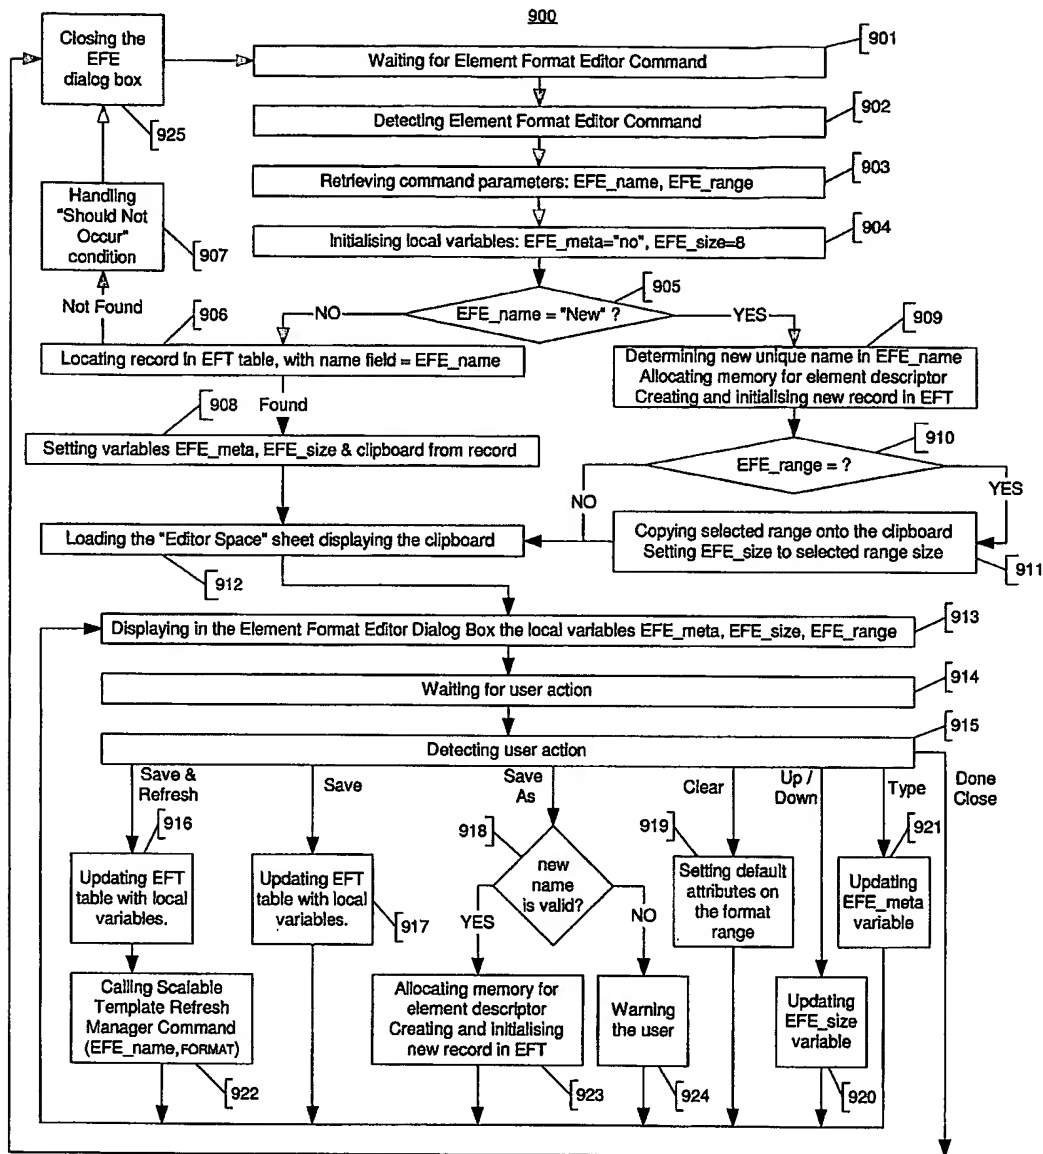 900
Closing the
EFE
dialog box
925
Waiting for Element Format Editor Command
901
Detecting Element Format Editor Command
902
Retrieving command parameters: EFE_name, EFE_range
903
Initialising local variables: EFE_meta="no", EFE_size=8
904
Handling
"Should Not
Occur"
condition
907
Not Found
906
NO
EFE_name = "New" ?
905
YES
909
Locating record in EFT table, with name field = EFE_name
Determining new unique name in EFE_name
Allocating memory for element descriptor
Creating and initialising new record in EFT
908
Found
Setting variables EFE_meta, EFE_size & clipboard from record
EFE_range = ?
910
NO
YES
Loading the "Editor Space" sheet displaying the clipboard
912
Copying selected range onto the clipboard
Setting EFE_size to selected range size
911
Displaying in the Element Format Editor Dialog Box the local variables EFE_meta, EFE_size, EFE_range
913
Waiting for user action
914
Detecting user action
915
Save &
Refresh
Save
Save
As
Clear
Up /
Down
Type
Done
Close
916
Updating EFT
table with local
variables.
Updating EFT
table with local
variables.
917
918
new
name
is valid?
YES
NO
919
Setting default
attributes on
the format
range
921
Updating
EFE_meta
variable
Calling Scalable
Template Refresh
Manager Command
(EFE_name,FORMAT)
922
Allocating memory for
element descriptor
Creating and initialising
new record in EFT
923
Warning
the user
924
Updating
EFE_size
variable
920